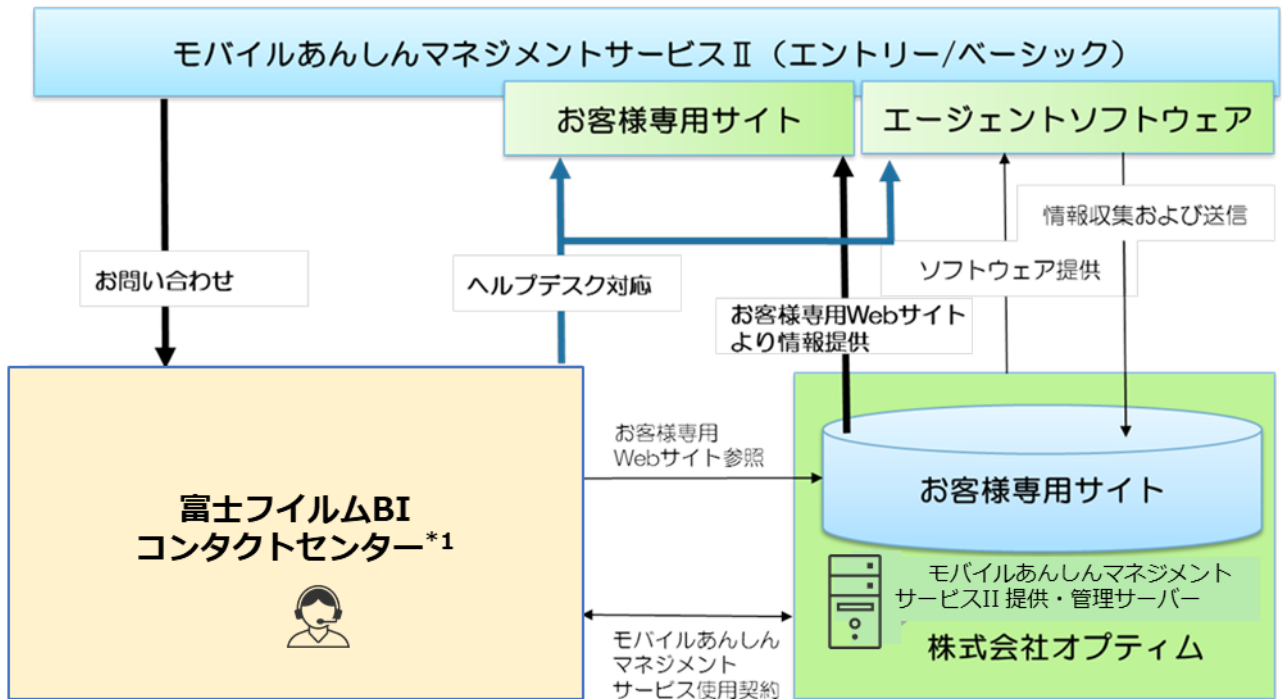 モバイルあんしんマネジメントサービスⅡ（エントリー/ベーシック）
お客様専用サイト
エージェントソフトウェア
情報収集および送信
お問い合わせ
ヘルプデスク対応
ソフトウェア提供
お客様専用Webサイト
より情報提供
お客様専用
Webサイト参照
富士フイルムBI
コンタクトセンター*1
お客様専用サイト
モバイルあんしんマネジメント
サービスII 提供・管理サーバー
株式会社オプティム
モバイルあんしん
マネジメント
サービス使用契約